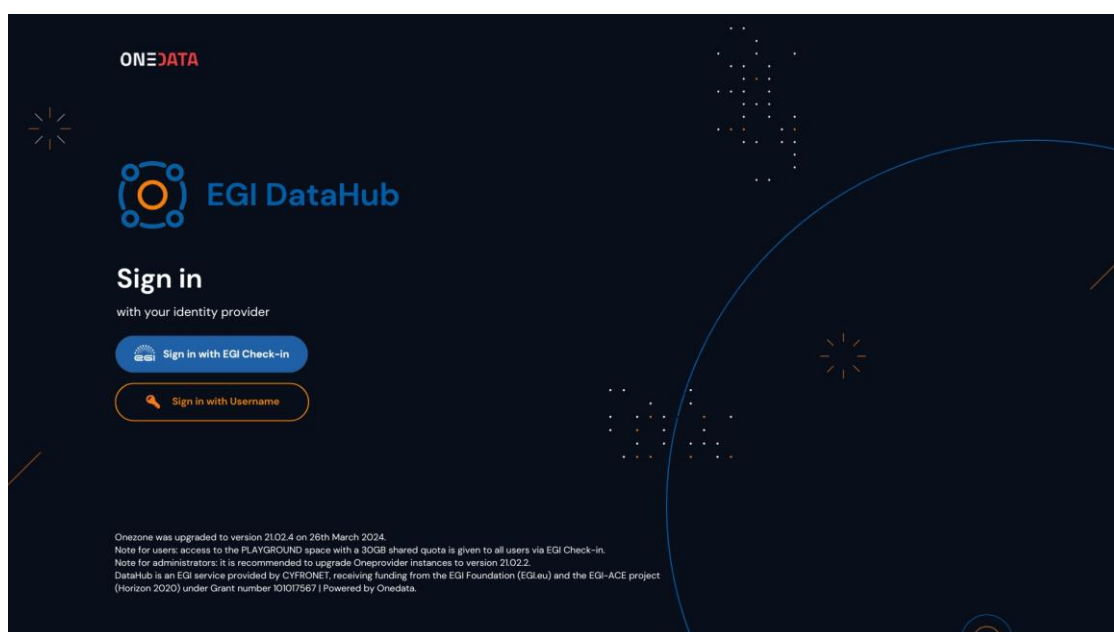 ONEDATA
EGI DataHub
Sign in
with your identity provider
EGI Sign in with EGI Check-in
Sign in with Username
Onezone was upgraded to version 21.02.4 on 26th March 2024.
Note for users: access to the PLAYGROUND space with a 30GB shared quota is given to all users via EGI Check-in.
Note for administrators: it is recommended to upgrade Oneprovider instances to version 21.02.2.
DataHub is an EGI service provided by CYFRONET, receiving funding from the EGI Foundation (EGI.eu) and the EGI-ACE project
(Horizon 2020) under Grant number 101017567 | Powered by Onedata.